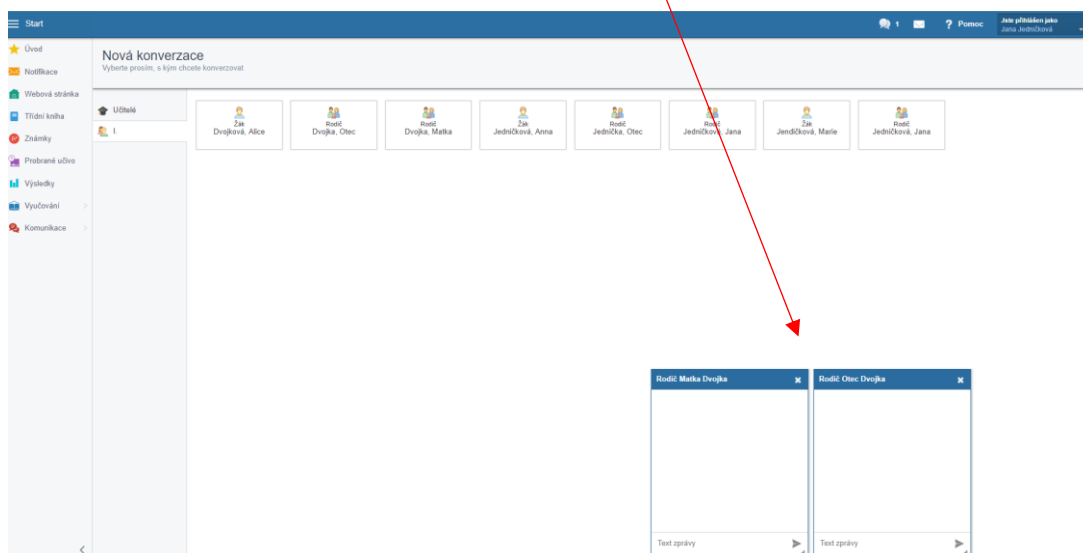 Start
1
? Pomoc
Jste přihlášen jako
Jana Jedničková
Úvod
Notifikace
Webová stránka
Třídní kniha
Známky
Probrané učivo
Výsledky
Vyučování
Komunikace
Nová konverzace
Vyberte prosím, s kým chcete konverzovat
Učitelé
I.
Žák
Dvojková, Alice
Rodič
Dvojka, Otec
Rodič
Dvojka, Matka
Žák
Jedničková, Anna
Rodič
Jednička, Otec
Rodič
Jedničková, Jana
Žák
Jendičková, Marie
Rodič
Jedničková, Jana
Rodič Matka Dvojka
Text zprávy
Rodič Otec Dvojka
Text zprávy